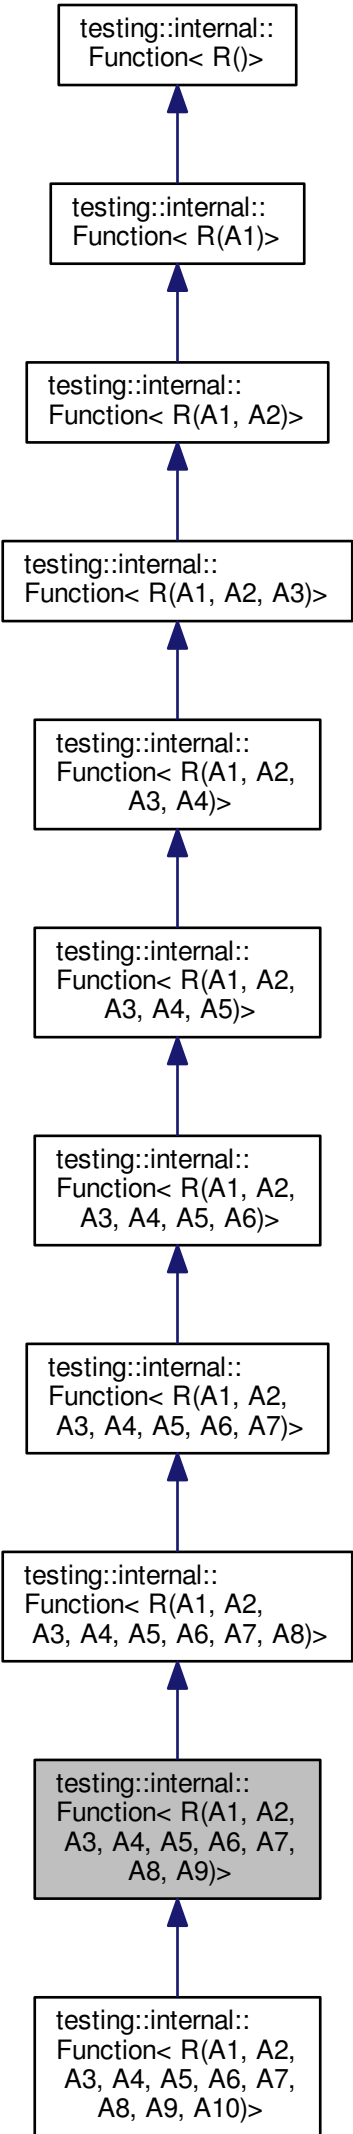 testing::internal::
Function< R()>
testing::internal::
Function< R(A1)>
testing::internal::
Function< R(A1, A2)>
testing::internal::
Function< R(A1, A2, A3)>
testing::internal::
Function< R(A1, A2,
A3, A4)>
testing::internal::
Function< R(A1, A2,
A3, A4, A5)>
testing::internal::
Function< R(A1, A2,
A3, A4, A5, A6)>
testing::internal::
Function< R(A1, A2,
A3, A4, A5, A6, A7)>
testing::internal::
Function< R(A1, A2,
A3, A4, A5, A6, A7, A8)>
testing::internal::
Function< R(A1, A2,
A3, A4, A5, A6, A7,
A8, A9)>
testing::internal::
Function< R(A1, A2,
A3, A4, A5, A6, A7,
A8, A9, A10)>